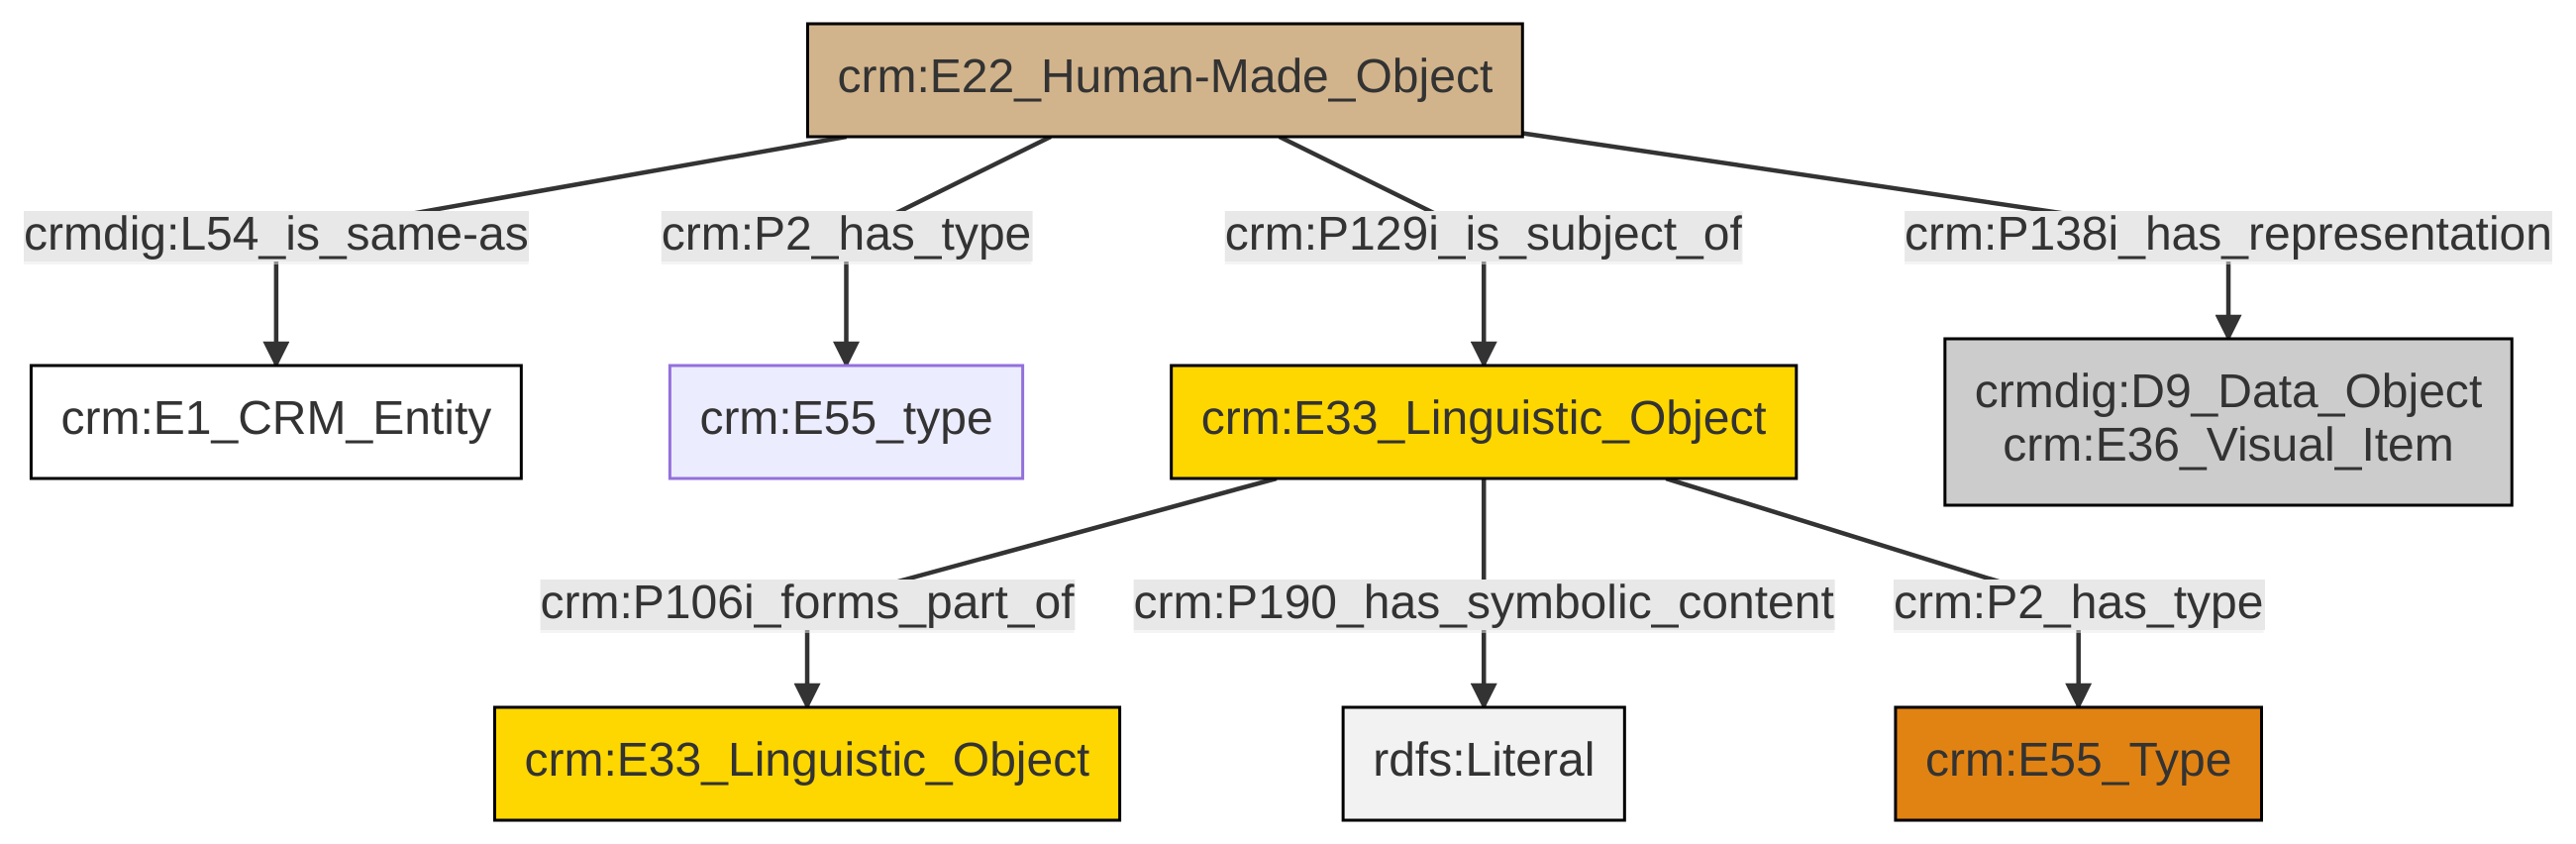 crm:E22_Human-Made_Object
crmdig:L54_is_same-as
crm:P2_has_type
crm:P129i_is_subject_of
crm:P138i_has_representation
crm:E1_CRM_Entity
crm:E55_type
crm:E33_Linguistic_Object
crmdig:D9_Data_Object
crm:E36_Visual_Item
crm:P106i_forms_part_of
crm:P190_has_symbolic_content
crm:P2_has_type
crm:E33_Linguistic_Object
rdfs:Literal
crm:E55_Type